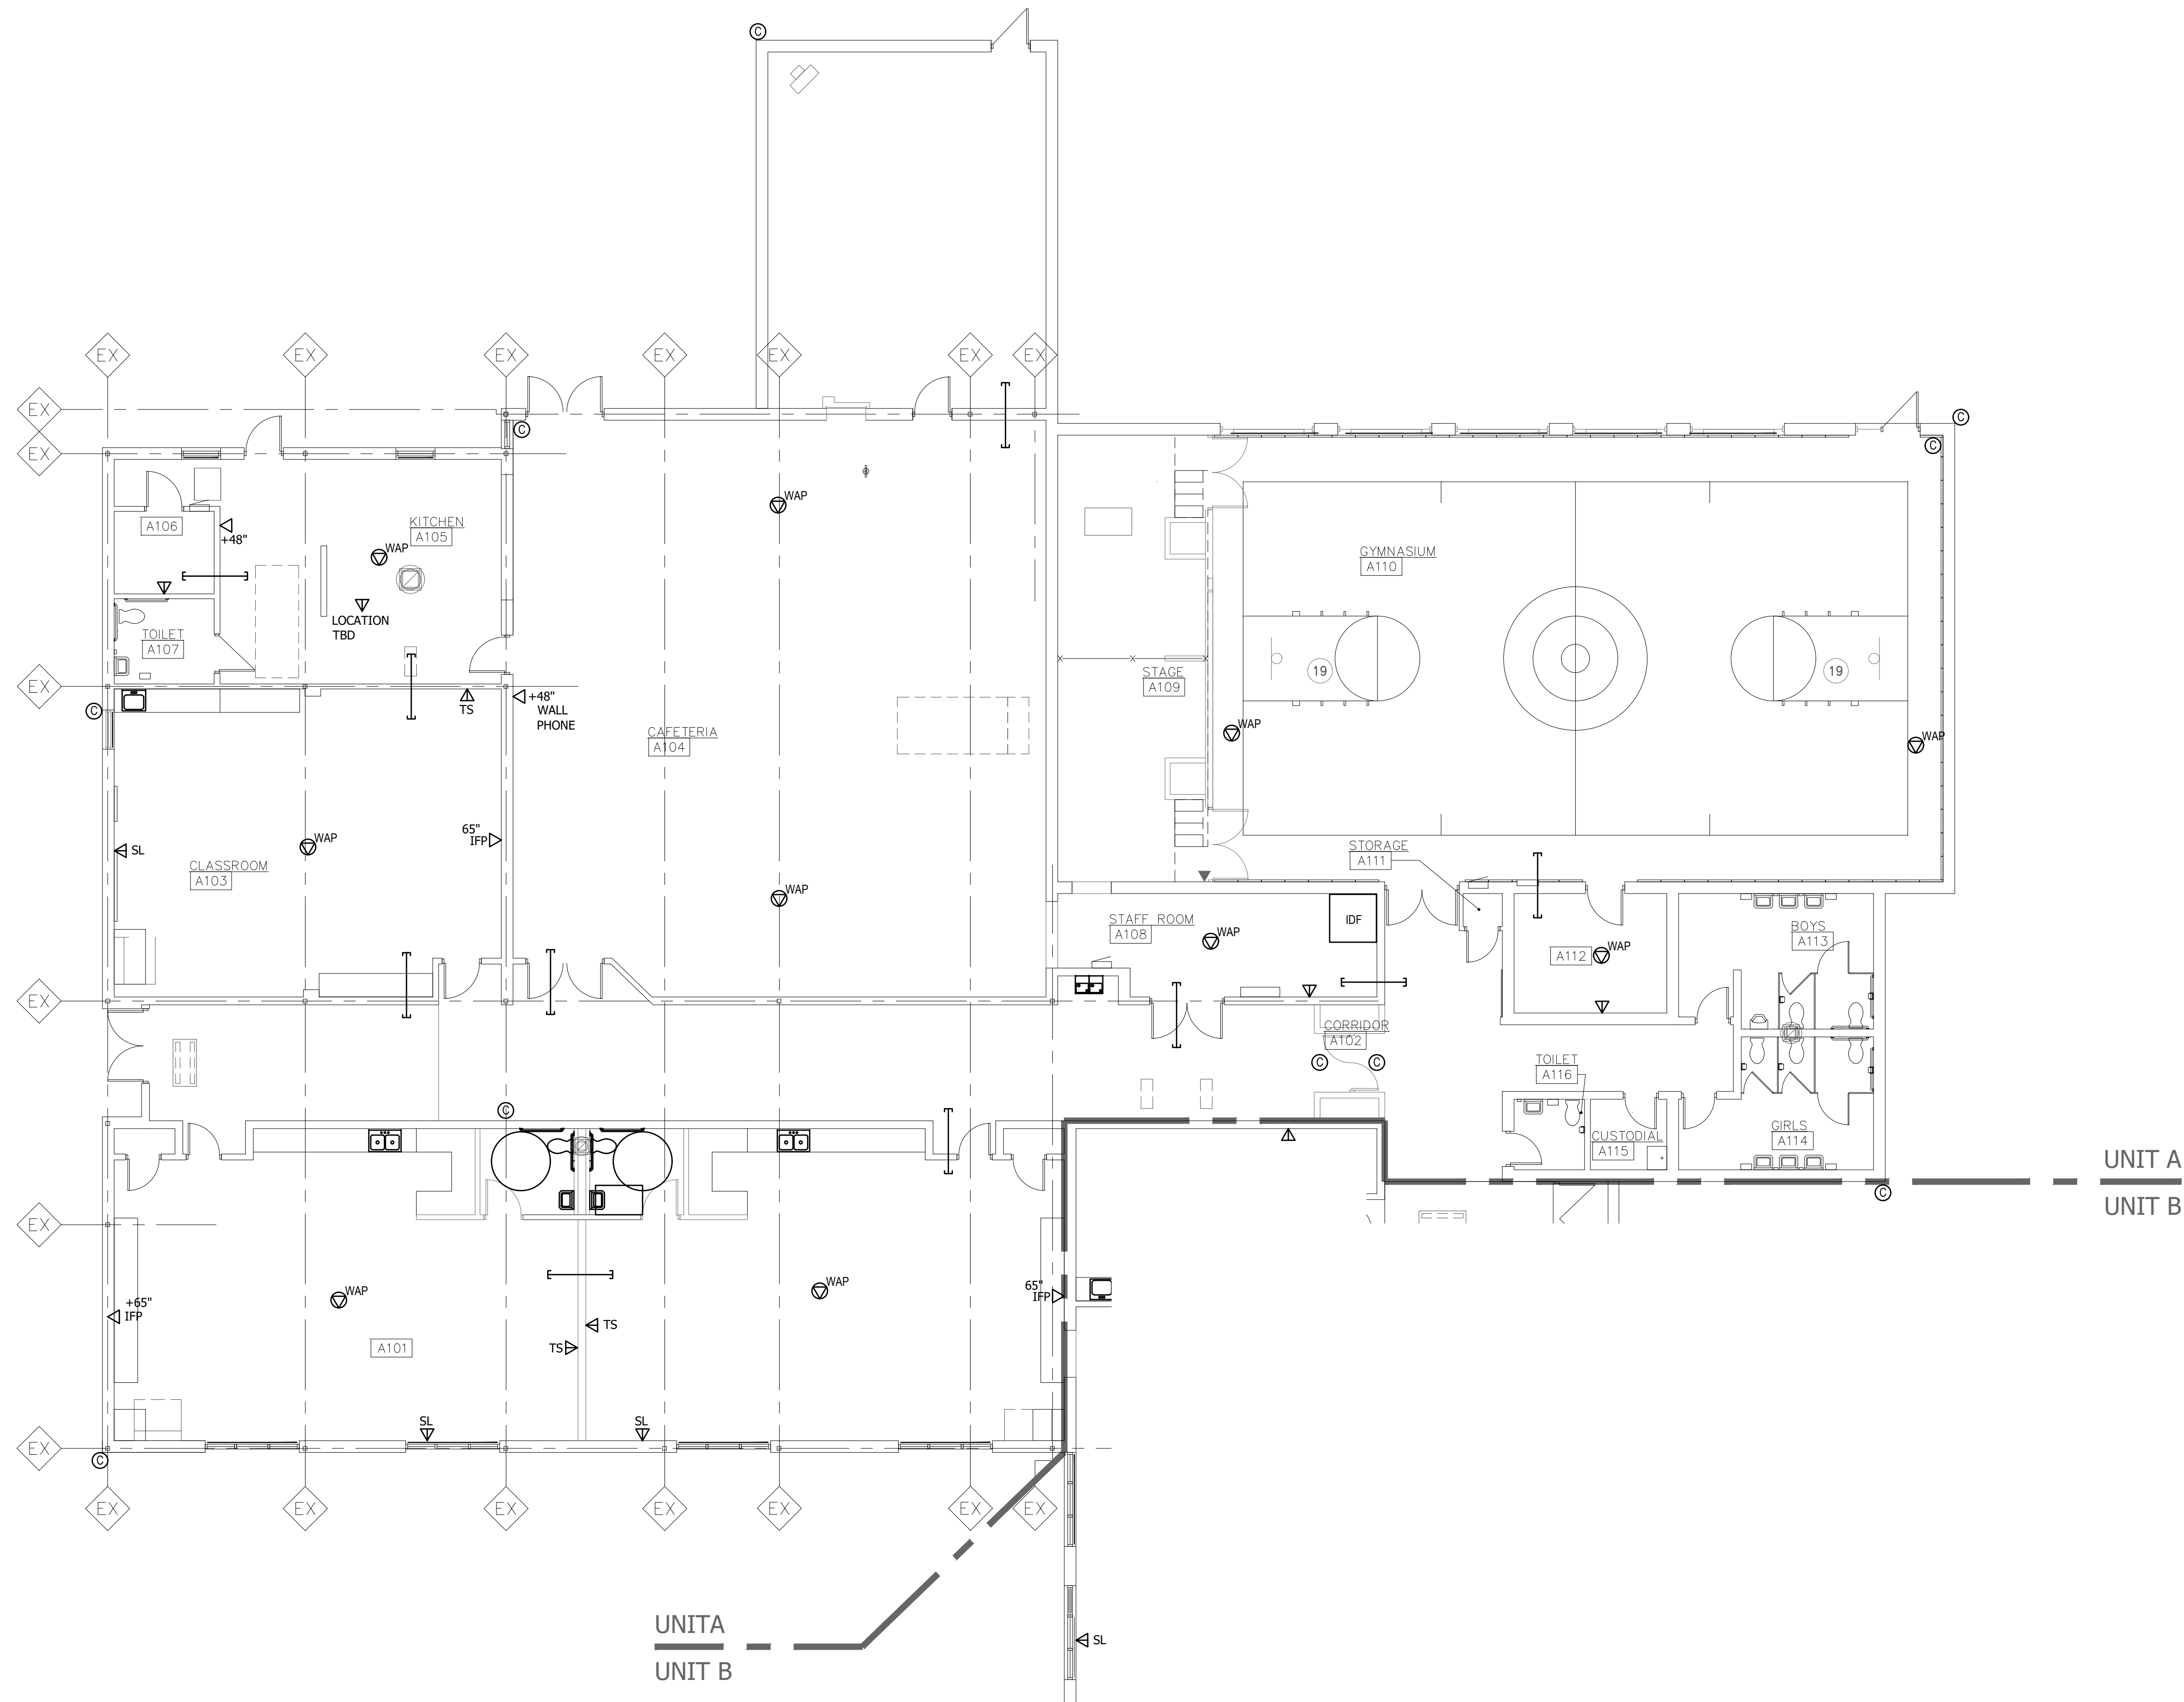 C
EX
EX
EX
EX
EX
EX
EX
EX
C
C
C
EX
WAP
A106
KITCHEN
A105
+48"
WAP
GYMNASIUM
A110
LOCATION
TBD
TOILET
A107
STAGE
A109
19
19
EX
TS
+48"
WALL
PHONE
C
CAFETERIA
A104
WAP
WAP
65"
IFP
WAP
SL
CLASSROOM
A103
STORAGE
A111
WAP
STAFF ROOM
A108
WAP
IDF
A112
WAP
BOYS
A113
EX
CORRIDOR
A102
C
C
TOILET
A116
C
CUSTODIAL
A115
GIRLS
A114
UNIT A
UNIT B
C
EX
WAP
WAP
65"
IFP
+65"
IFP
TS
TS
A101
SL
SL
EX
C
EX
EX
EX
EX
EX
EX
EX
UNITA
UNIT B
SL